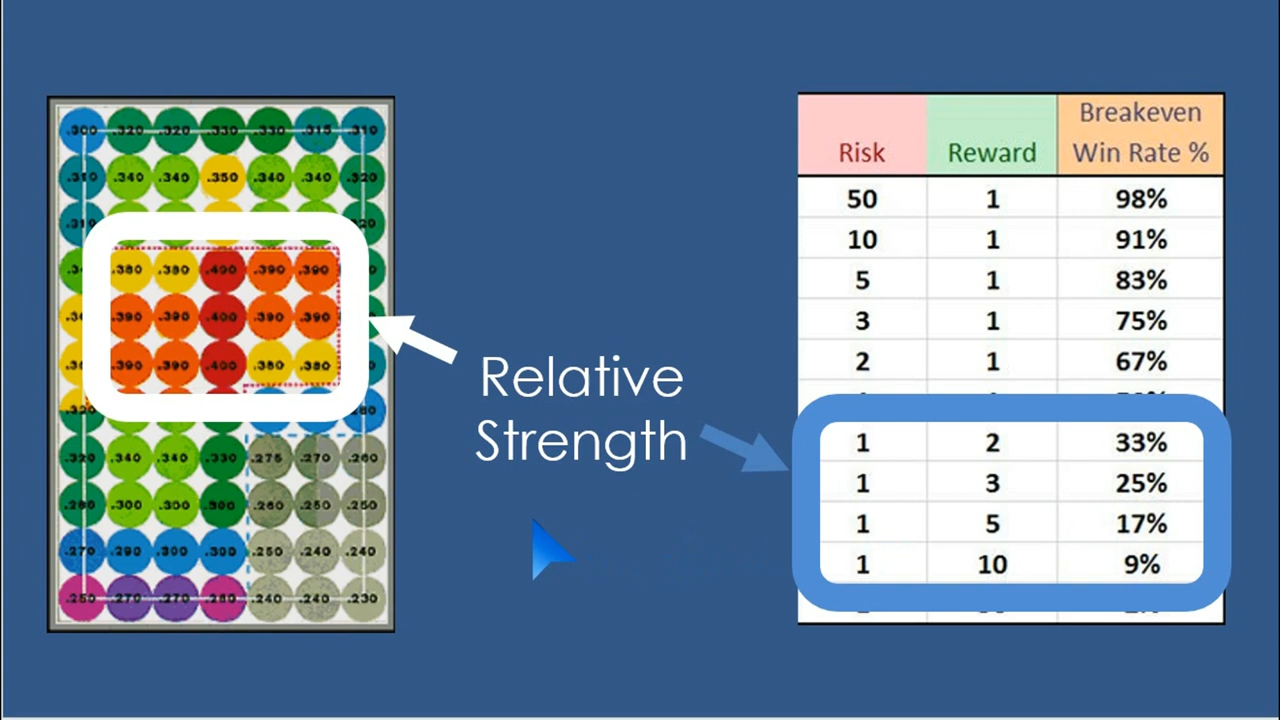 .300 .320 .320 .330 .330 .315 .310
.340 .340 .350 .340 .340 .320
.380 .380 .400 .390 .390
.390 .390 .400 .390 .390
.390 .390 .400 .380 .380
.320 .340 .340 .330 .275 .270 .260
.280 .300 .300 .300 .260 .250 .250
.270 .290 .300 .300 .250 .240 .240
.250 .270 .270 .260 .240 .240 .230
Relative
Strength
Breakeven
Risk Reward Win Rate %
50 1 98%
10 1 91%
5 1 83%
3 1 75%
2 1 67%
1 2 33%
1 3 25%
1 5 17%
1 10 9%